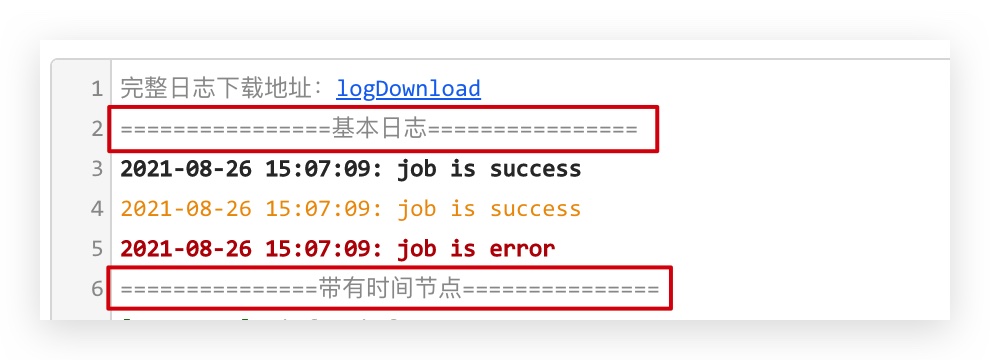 1 完整日志下载地址：logDownload
2 ================基本日志================
3 2021-08-26 15:07:09: job is success
4 2021-08-26 15:07:09: job is success
5 2021-08-26 15:07:09: job is error
6 ===============带有时间节点===============